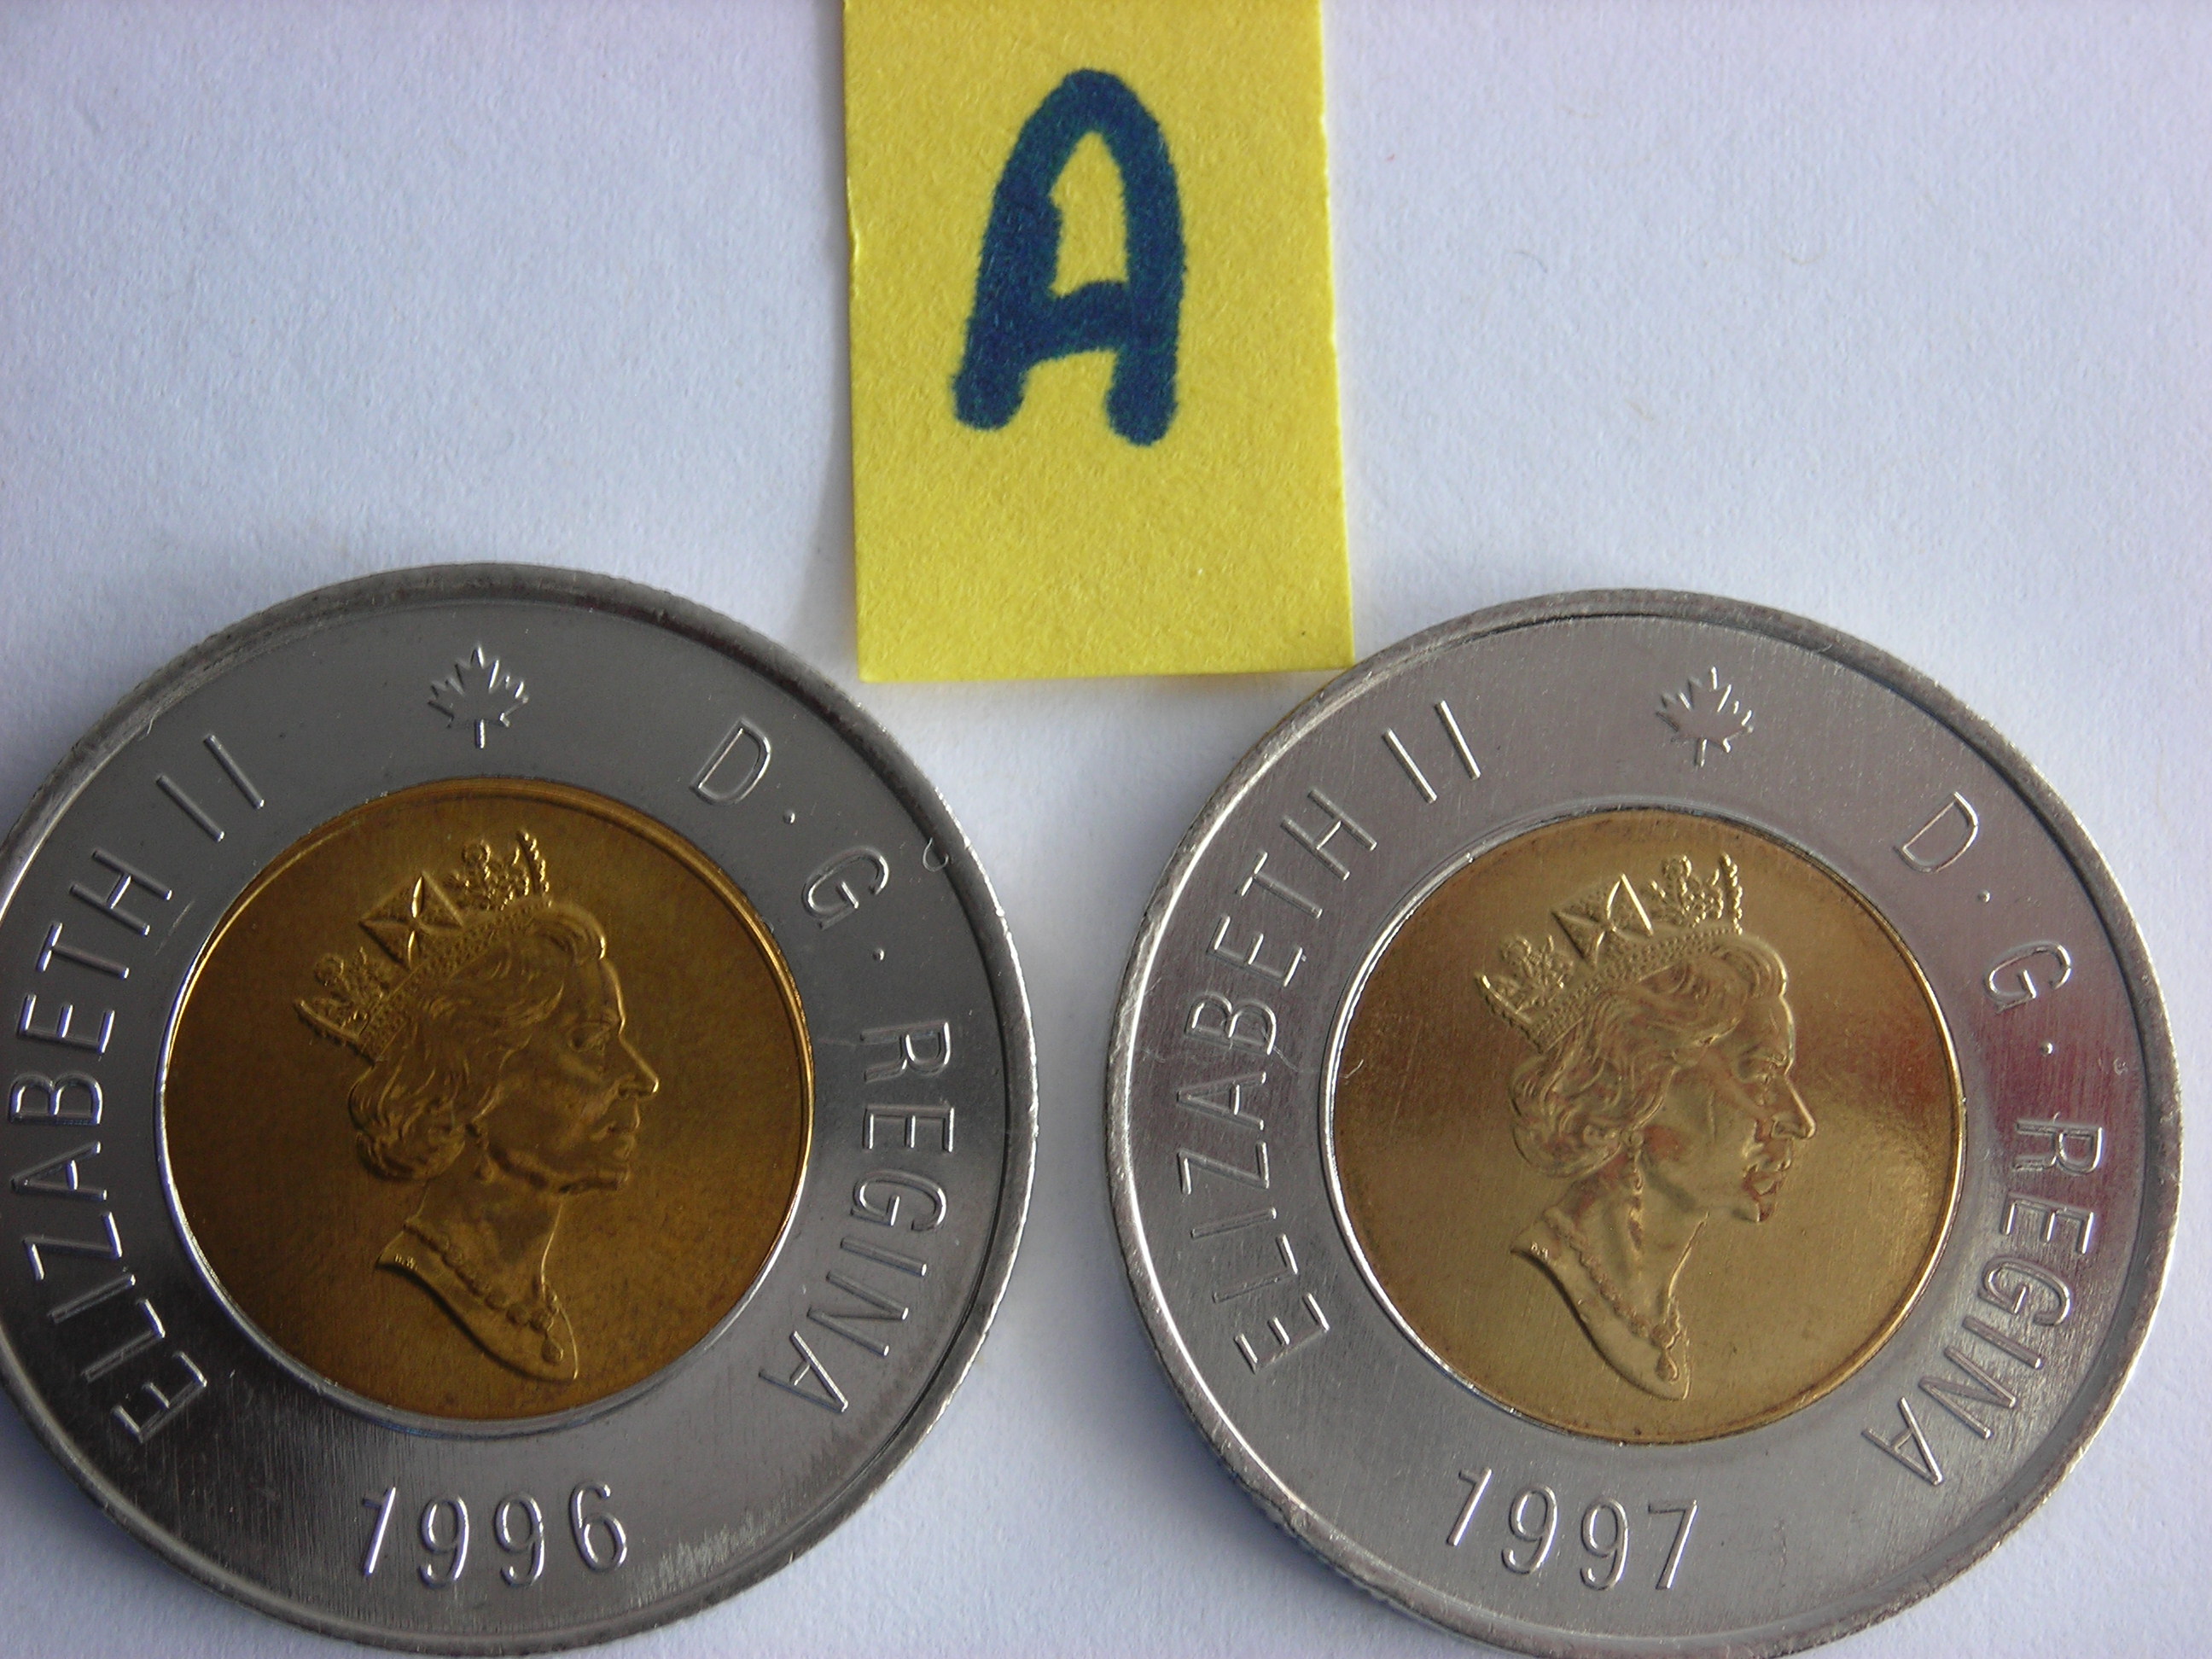 A
ELIZABETH II D·G·REGINA
1996
ELIZABETH II D·G·REGINA
1997